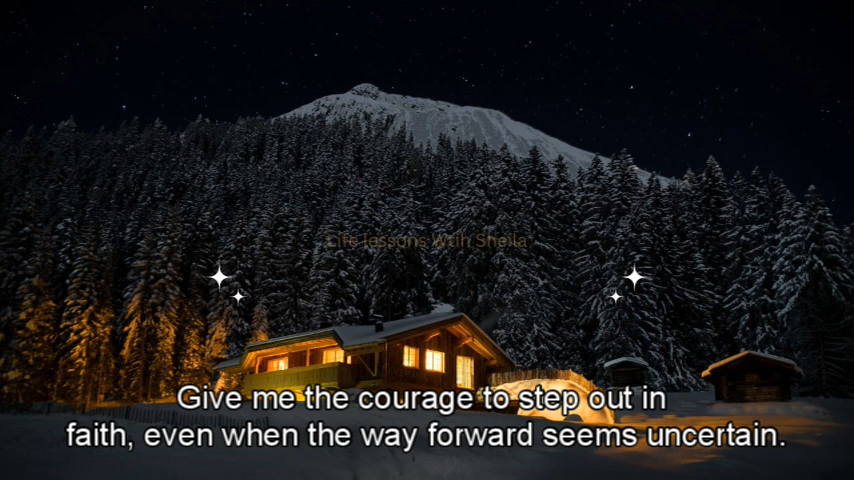 Life lessons Wtih Sheila
Give me the courage to step out in
faith, even when the way forward seems uncertain.